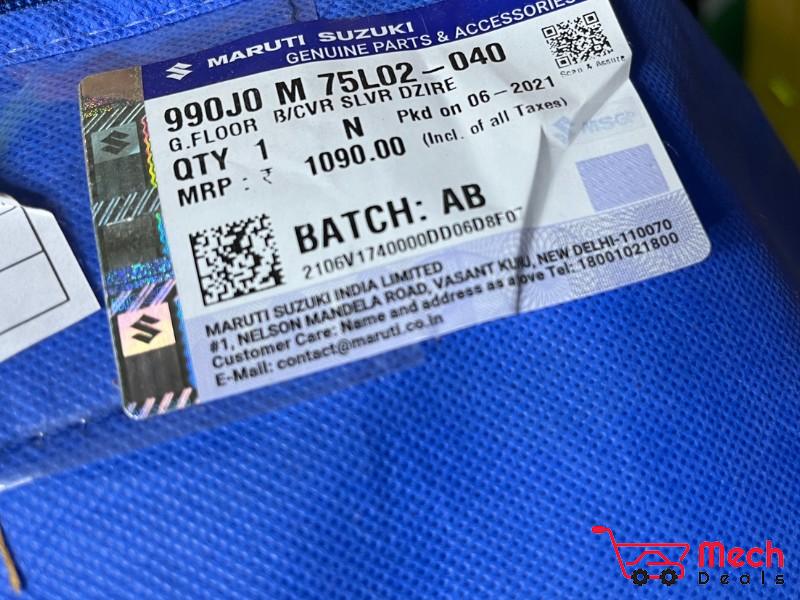 MARUTI SUZUKI
GENUINE PARTS & ACCESSORIES
Scan & Assure
990J0 M 75L02-040
G.FLOOR B/CVR SLVR DZIRE
QTY 1 N Pkd on 06-2021
MRP : ₹ 1090.00 (Incl. of all Taxes)
MSGP
BATCH: AB
2106V1740000DD06D8F0
MARUTI SUZUKI INDIA LIMITED
#1, NELSON MANDELA ROAD, VASANT KUNJ, NEW DELHI-110070
Customer Care: Name and address as above Tel: 18001021800
E-Mail: contact@maruti.co.in
Mech
Deals